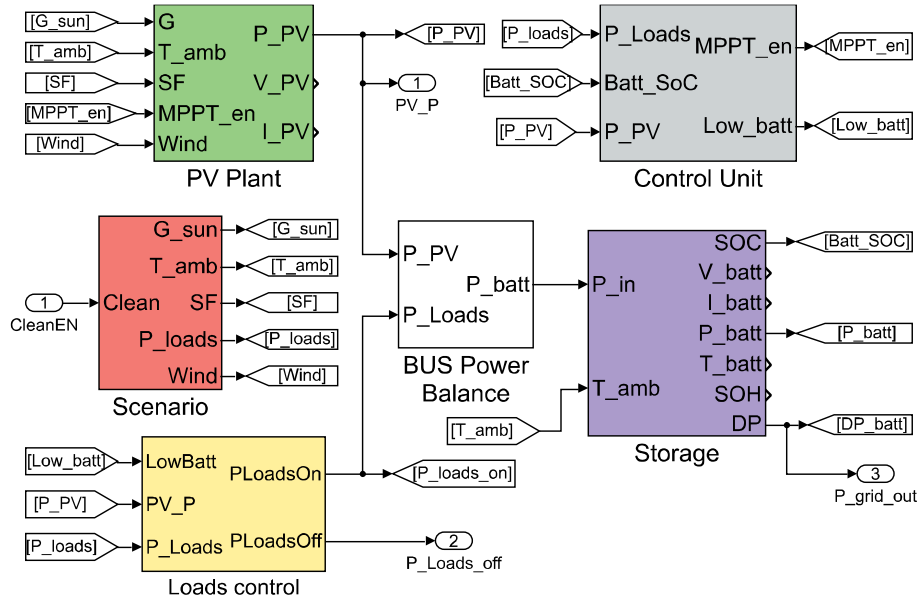 [G_sun]
[T_amb]
[SF]
[MPPT_en]
[Wind]
G
T_amb
SF
MPPT_en
Wind
P_PV
V_PV
I_PV
PV Plant
[P_PV]
1
PV_P
[P_loads]
[Batt_SOC]
[P_PV]
P_Loads
Batt_SoC
P_PV
MPPT_en
Low_batt
Control Unit
[MPPT_en]
[Low_batt]
1
CleanEN
Clean
G_sun
T_amb
SF
P_loads
Wind
Scenario
[G_sun]
[T_amb]
[SF]
[P_loads]
[Wind]
P_PV
P_Loads
P_batt
BUS Power
Balance
[T_amb]
P_in
T_amb
SOC
V_batt
I_batt
P_batt
T_batt
SOH
DP
Storage
[Batt_SOC]
[P_batt]
[DP_batt]
3
P_grid_out
[Low_batt]
[P_PV]
[P_loads]
LowBatt
PV_P
P_Loads
PLoadsOn
PLoadsOff
Loads control
[P_loads_on]
2
P_Loads_off